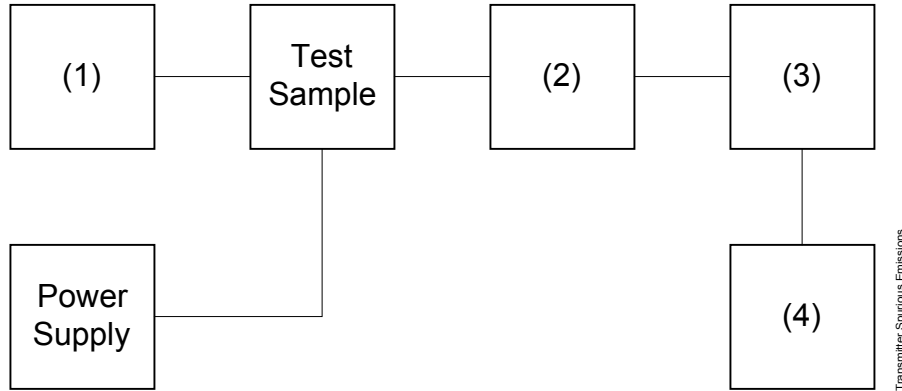 (1)
Test
Sample
(2)
(3)
Power
Supply
(4)
Transmitter Spurious Emissions